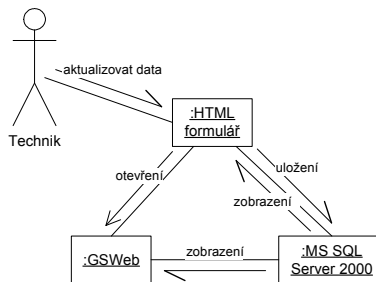 aktualizovat data
:HTML
formulář
Technik
otevření
uložení
zobrazení
:GSWeb
zobrazení
:MS SQL
Server 2000